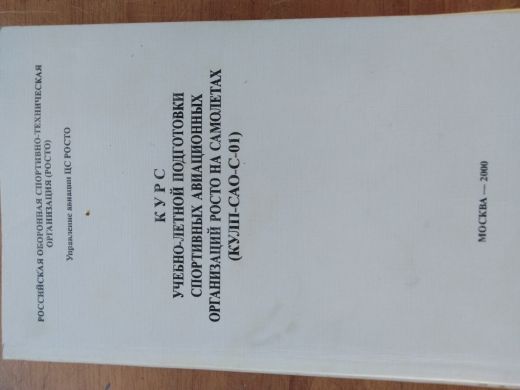 РОССИЙСКАЯ ОБОРОННАЯ СПОРТИВНО-ТЕХНИЧЕСКАЯ
ОРГАНИЗАЦИЯ (РОСТО)
Управление авиации ЦС РОСТО
КУРС
УЧЕБНО-ЛЕТНОЙ ПОДГОТОВКИ
СПОРТИВНЫХ АВИАЦИОННЫХ
ОРГАНИЗАЦИЙ РОСТО НА САМОЛЕТАХ
(КУЛП-САО-С-01)
МОСКВА — 2000